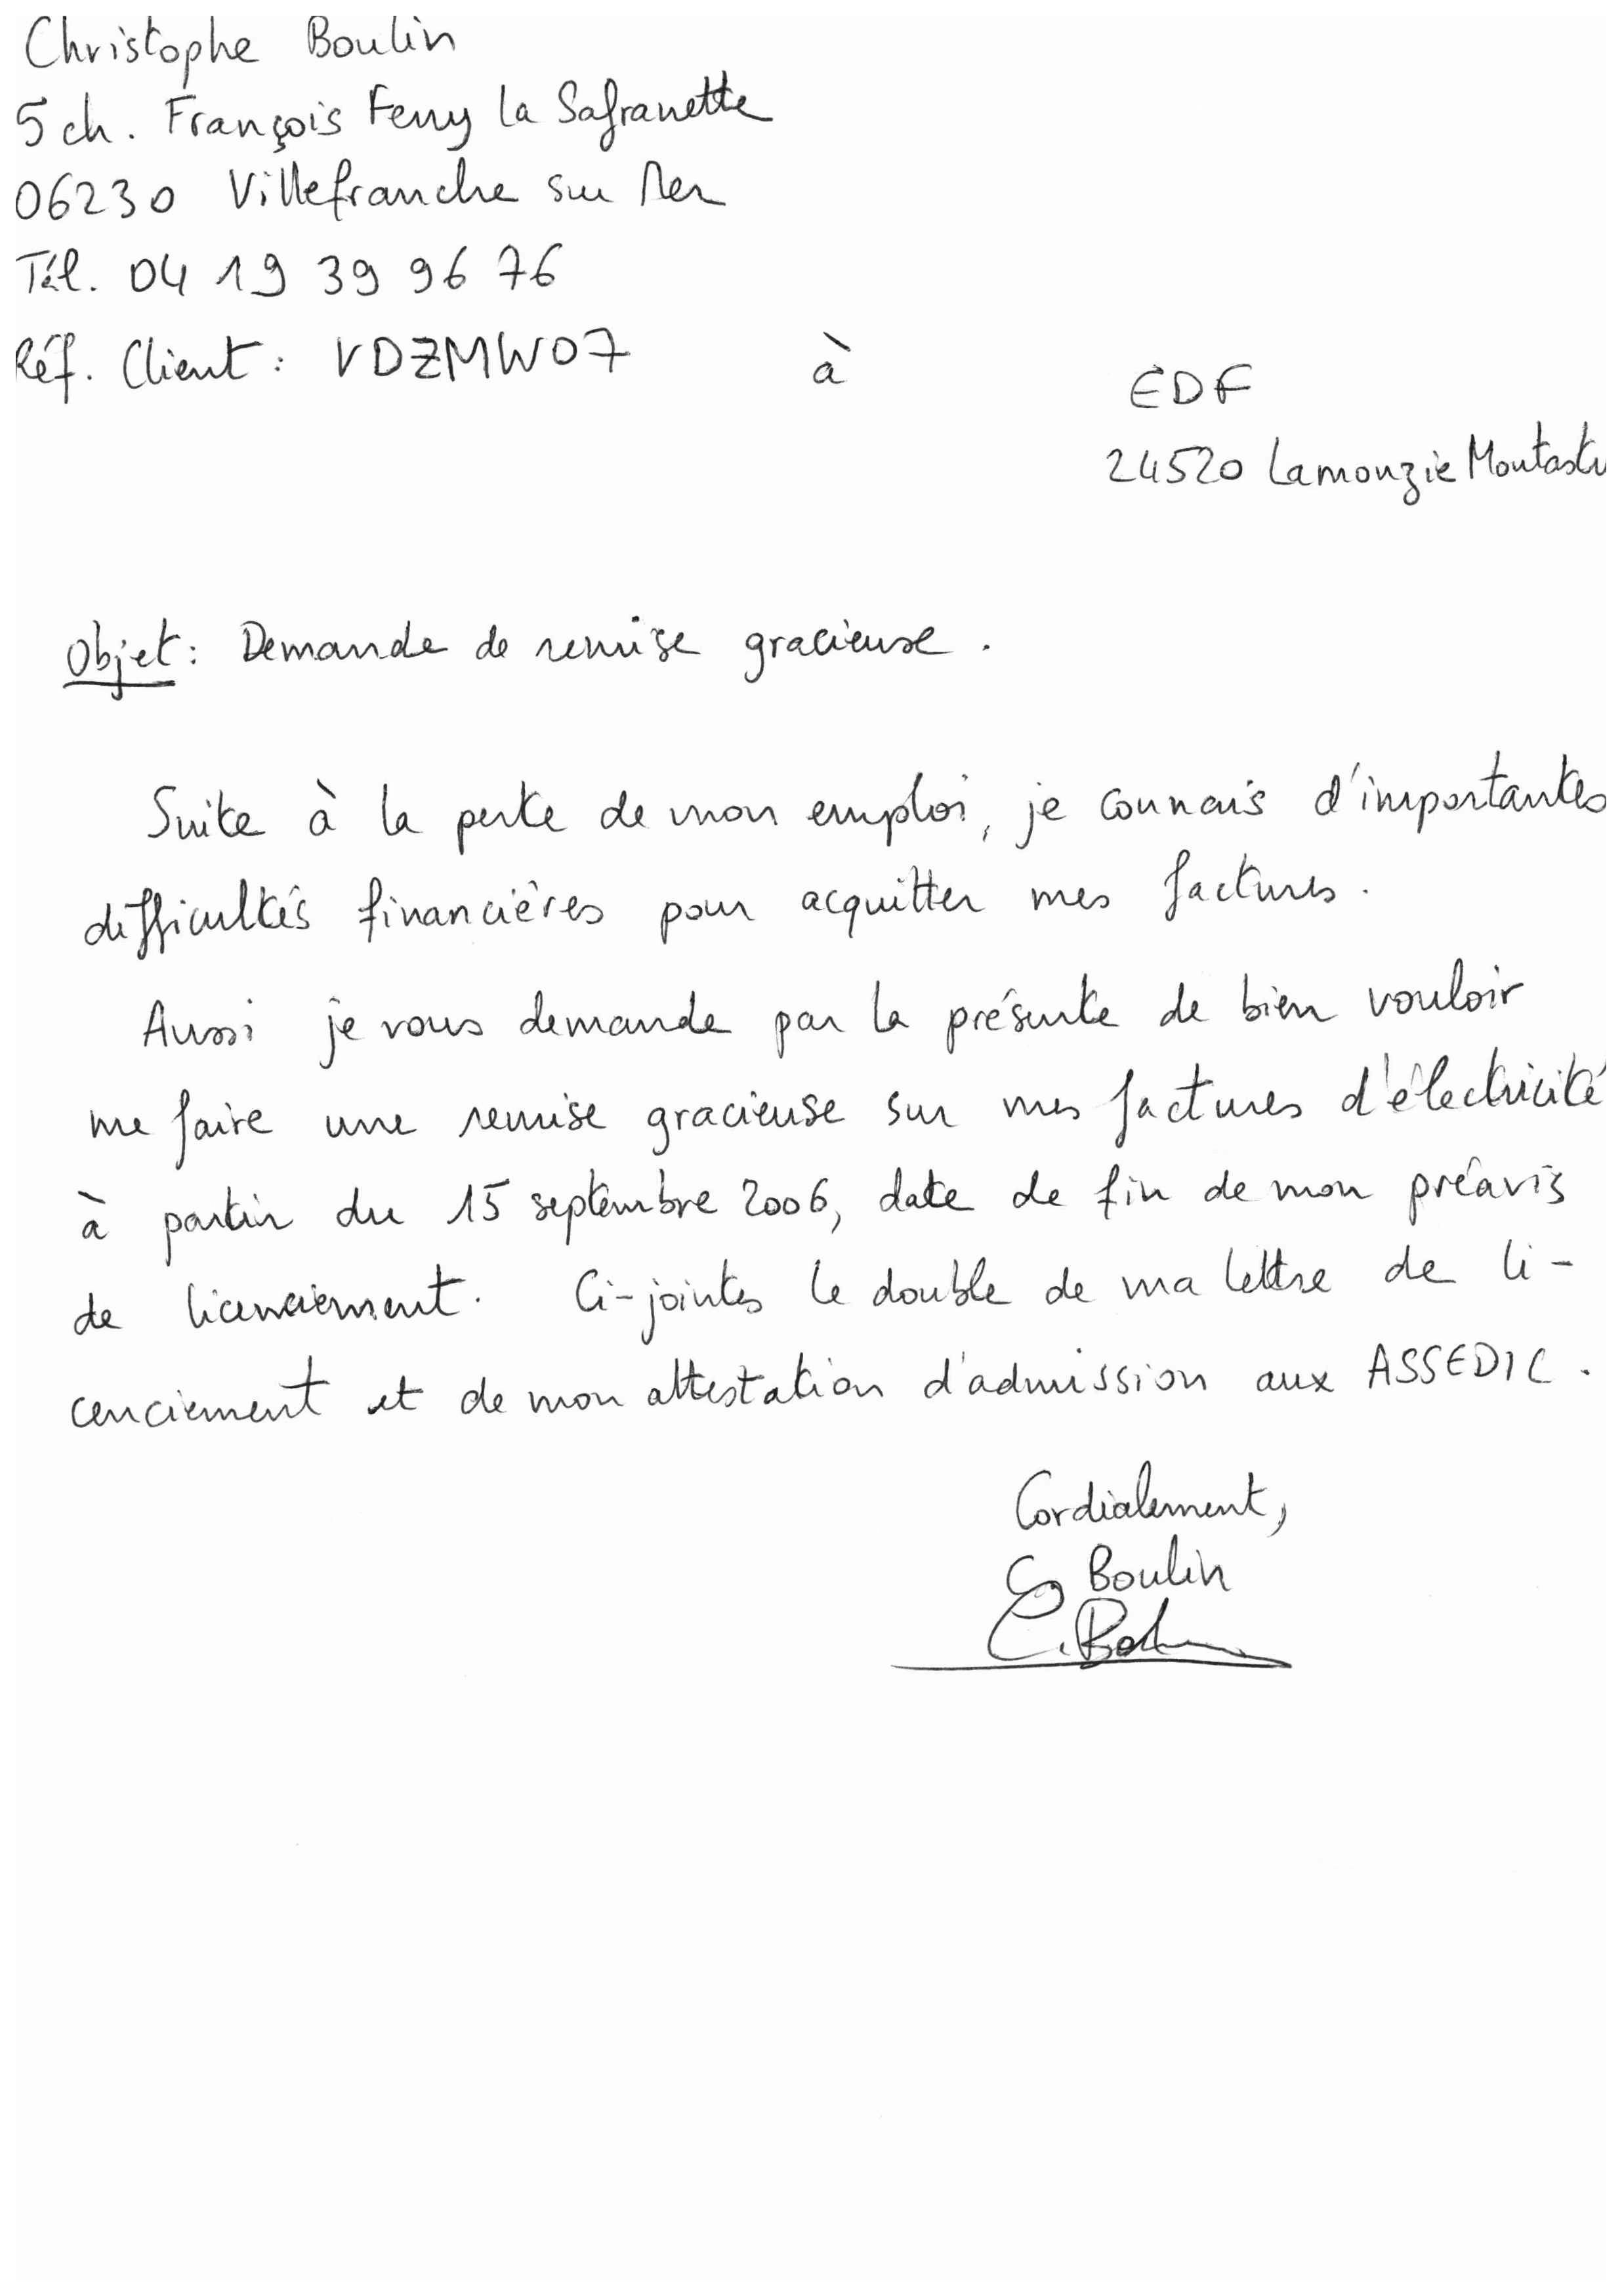 Christophe Boulin
5 ch. François Ferry la Safranette
06230 Villefranche sur Mer
Tél. 04 19 39 96 76
Réf. Client : VDZMW07
à
EDF
24520 Lamonzie Montastr
Objet : Demande de remise gracieuse.
Suite à la perte de mon emploi, je connais d'importantes
difficultés financières pour acquitter mes factures.
Aussi je vous demande par la présente de bien vouloir
me faire une remise gracieuse sur mes factures d'électricité
à partir du 15 septembre 2006, date de fin de mon préavis
de licenciement. Ci-jointes le double de ma lettre de li-
cenciement et de mon attestation d'admission aux ASSEDIC.
Cordialement,
C. Boulin